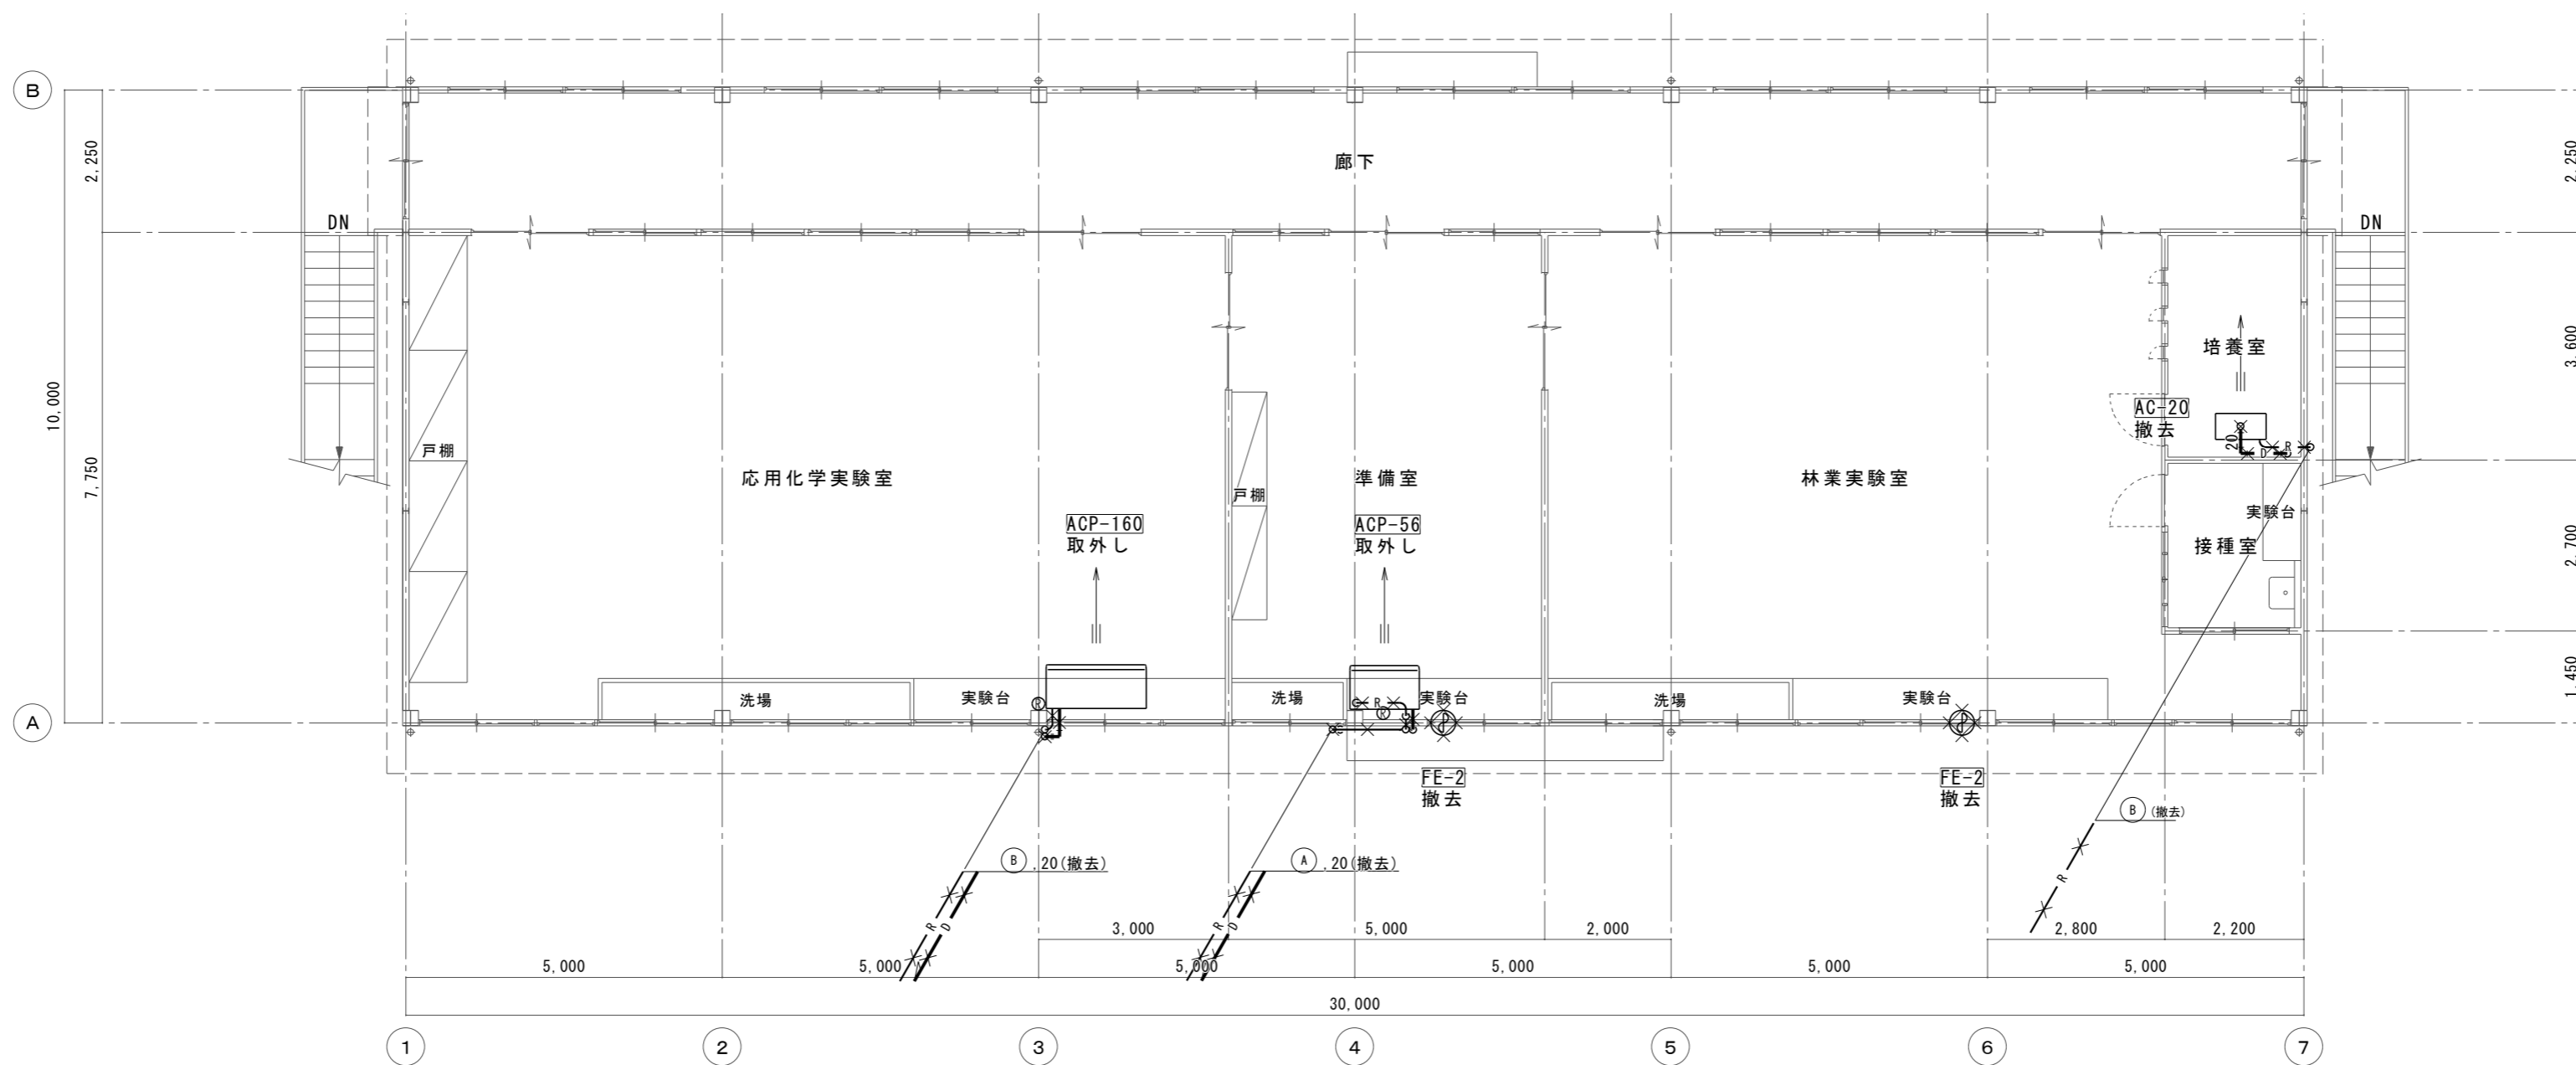 B
2,250
2,250
廊下
DN
DN
培養室
3,600
AC-20
撤去
10,000
戸棚
20
R
D
7,750
応用化学実験室
準備室
林業実験室
戸棚
実験台
ACP-160
取外し
ACP-56
取外し
接種室
2,700
1,450
洗場
実験台
R
洗場
R
R
実験台
洗場
実験台
A
FE-2
撤去
FE-2
撤去
B (撤去)
B .20(撤去)
A .20(撤去)
R
R
D
R
D
3,000
5,000
2,000
2,800
2,200
5,000
5,000
5,000
5,000
5,000
5,000
30,000
1
2
3
4
5
6
7